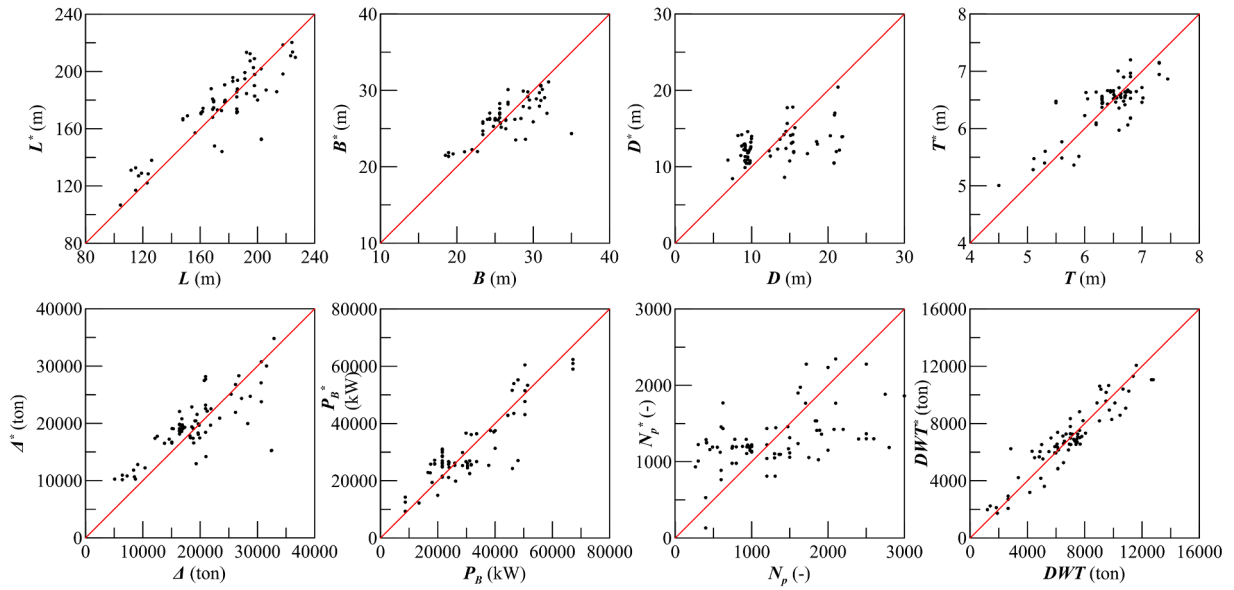 240
200
160
120
80
L* (m)
80 120 160 200 240
L (m)
40
30
20
10
B* (m)
10 20 30 40
B (m)
30
20
10
0
D* (m)
0 10 20 30
D (m)
8
7
6
5
4
T* (m)
4 5 6 7 8
T (m)
40000
30000
20000
10000
0
Δ* (ton)
0 10000 20000 30000 40000
Δ (ton)
80000
60000
40000
20000
0
P_B* (kW)
0 20000 40000 60000 80000
P_B (kW)
3000
2000
1000
0
N_p* (-)
0 1000 2000 3000
N_p (-)
16000
12000
8000
4000
0
DWT* (ton)
0 4000 8000 12000 16000
DWT (ton)